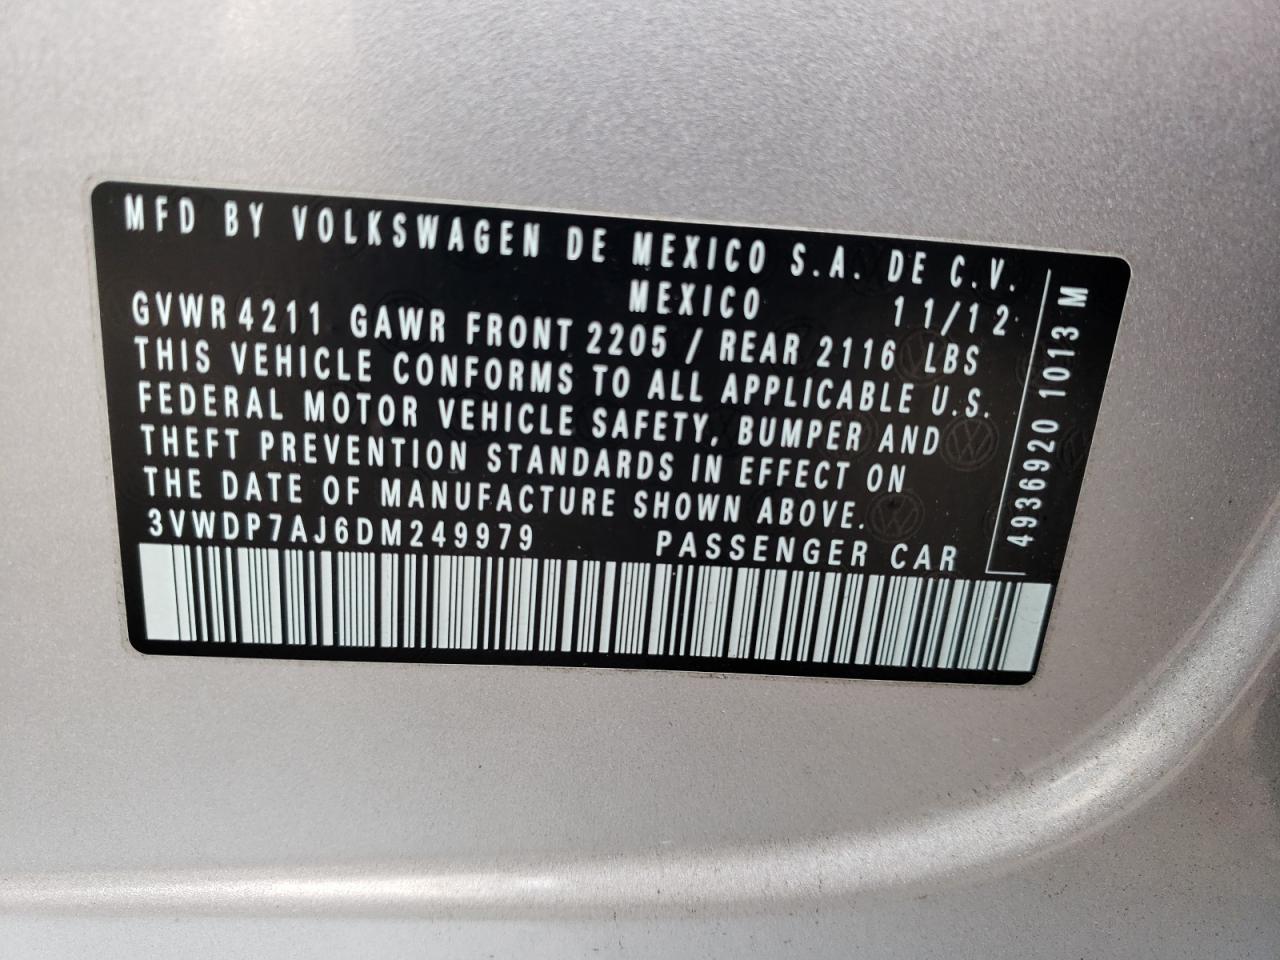 MFD BY VOLKSWAGEN DE MEXICO S.A. DE C.V.
MEXICO 11/12
GVWR 4211 GAWR FRONT 2205 / REAR 2116 LBS
THIS VEHICLE CONFORMS TO ALL APPLICABLE U.S.
FEDERAL MOTOR VEHICLE SAFETY, BUMPER AND
THEFT PREVENTION STANDARDS IN EFFECT ON
THE DATE OF MANUFACTURE SHOWN ABOVE.
3VWDP7AJ6DM249979 PASSENGER CAR
4936920 1013 M